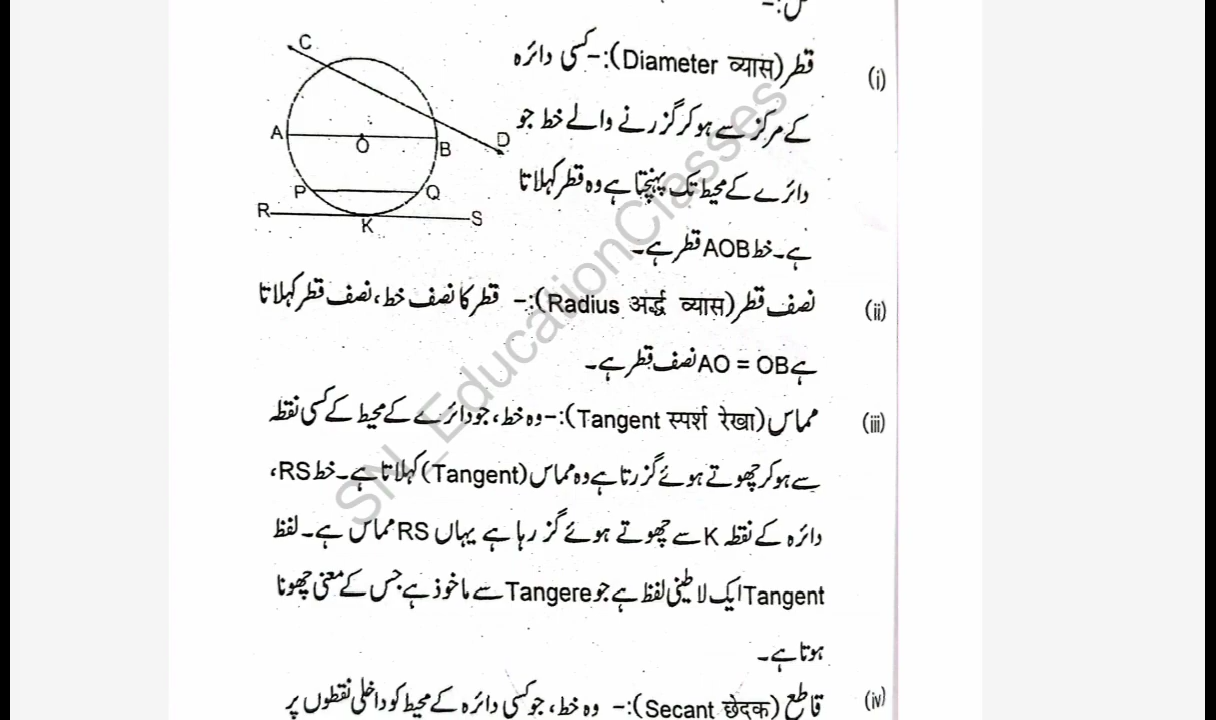 (i) قطر (Diameter व्यास):- کسی دائرہ
کے مرکز سے ہوکر گزرنے والے خط جو
دائرے کے محیط تک پہنچتا ہے وہ قطر کہلاتا
ہے۔ خط AOB قطر ہے۔
C
A
O
B
D
P
Q
R
K
S
(ii) نصف قطر (Radius अर्द्ध व्यास):- قطر کا نصف خط، نصف قطر کہلاتا
ہے AO = OB نصف قطر ہے۔
(iii) مماس (Tangent स्पर्श रेखा):- وہ خط، جو دائرے کے محیط کے کسی نقطہ
سے ہوکر چھوتے ہوئے گزرتا ہے وہ مماس (Tangent) کہلاتا ہے۔ خط RS،
دائرہ کے نقطہ K سے چھوتے ہوئے گزر رہا ہے یہاں RS مماس ہے۔ لفظ
Tangent ایک لاطینی لفظ ہے جو Tangere سے ماخوذ ہے جس کے معنی چھونا
ہوتا ہے۔
(iv) قاطع (Secant छेदक):- وہ خط، جو کسی دائرہ کے محیط کو داخلی نقطوں پر
SN_EducationClasses